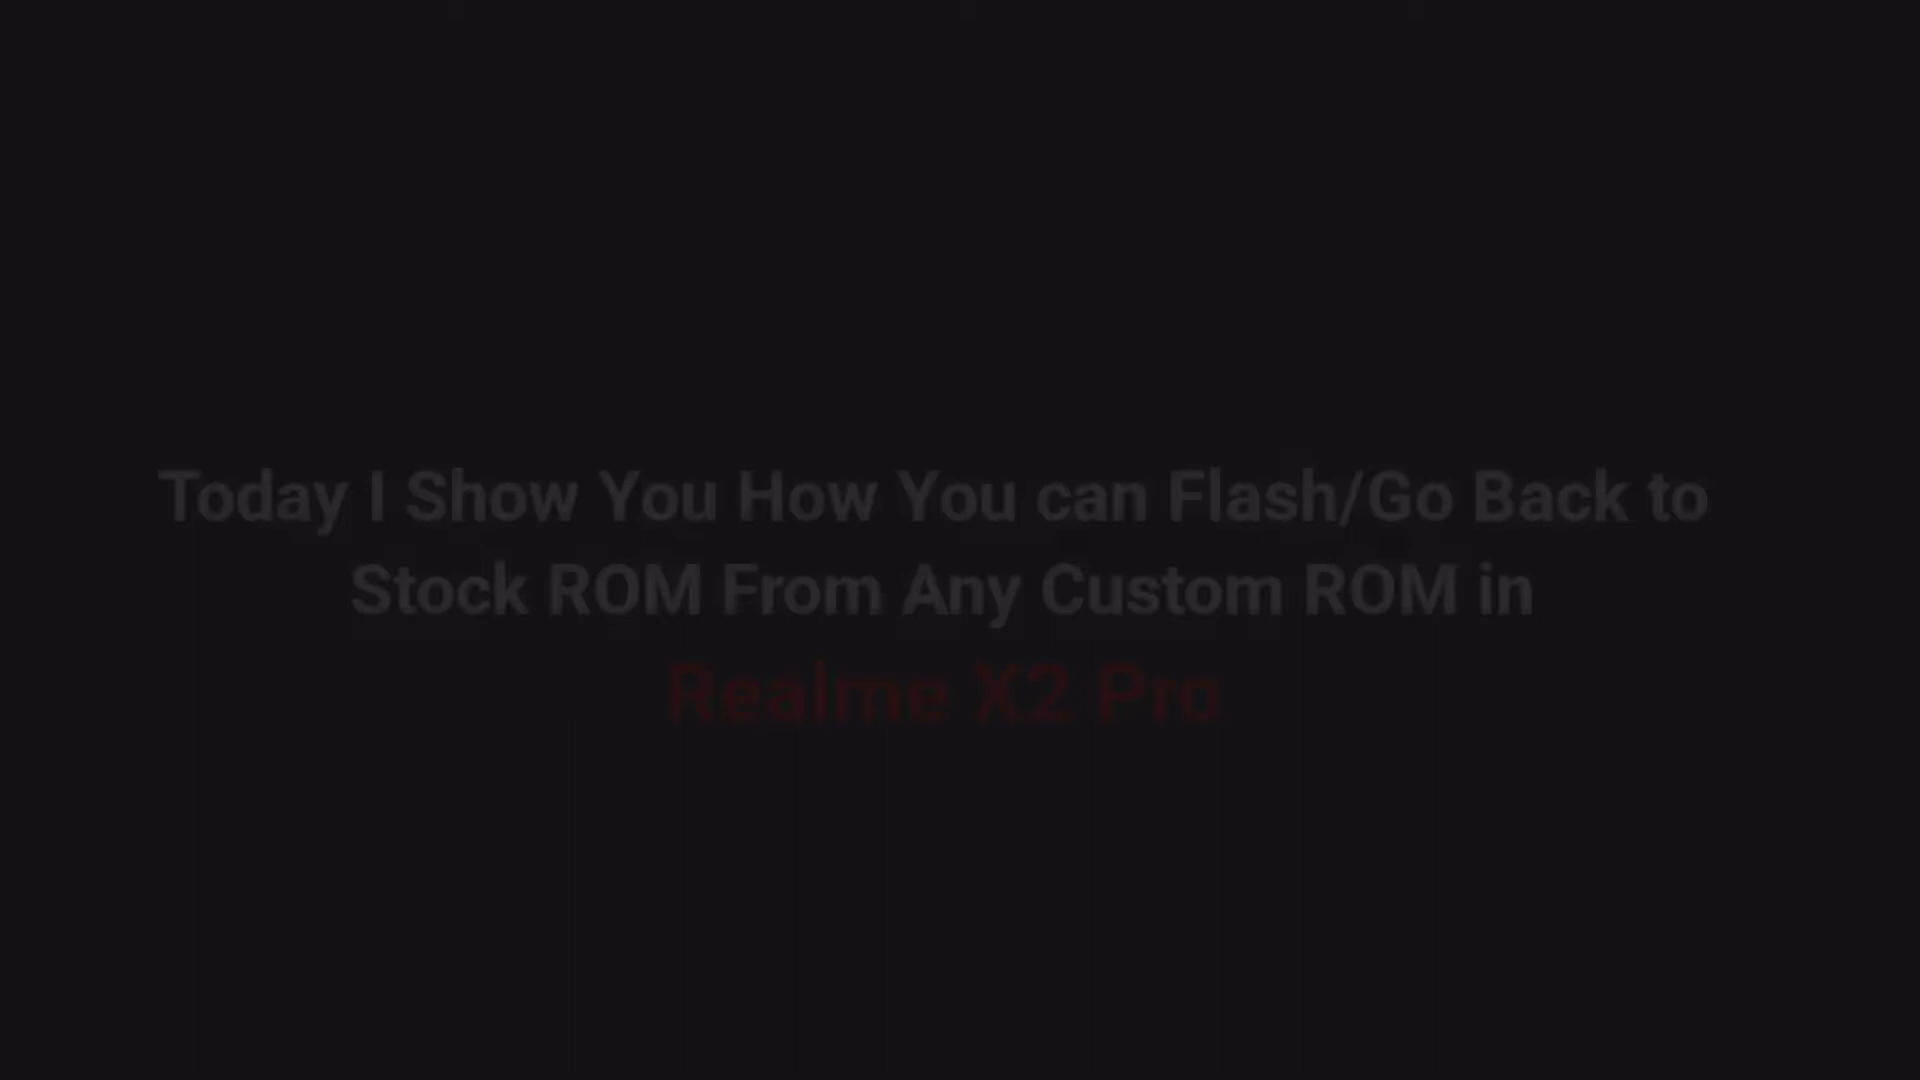 Today I Show You How You can Flash/Go Back to
Stock ROM From Any Custom ROM in
Realme X2 Pro